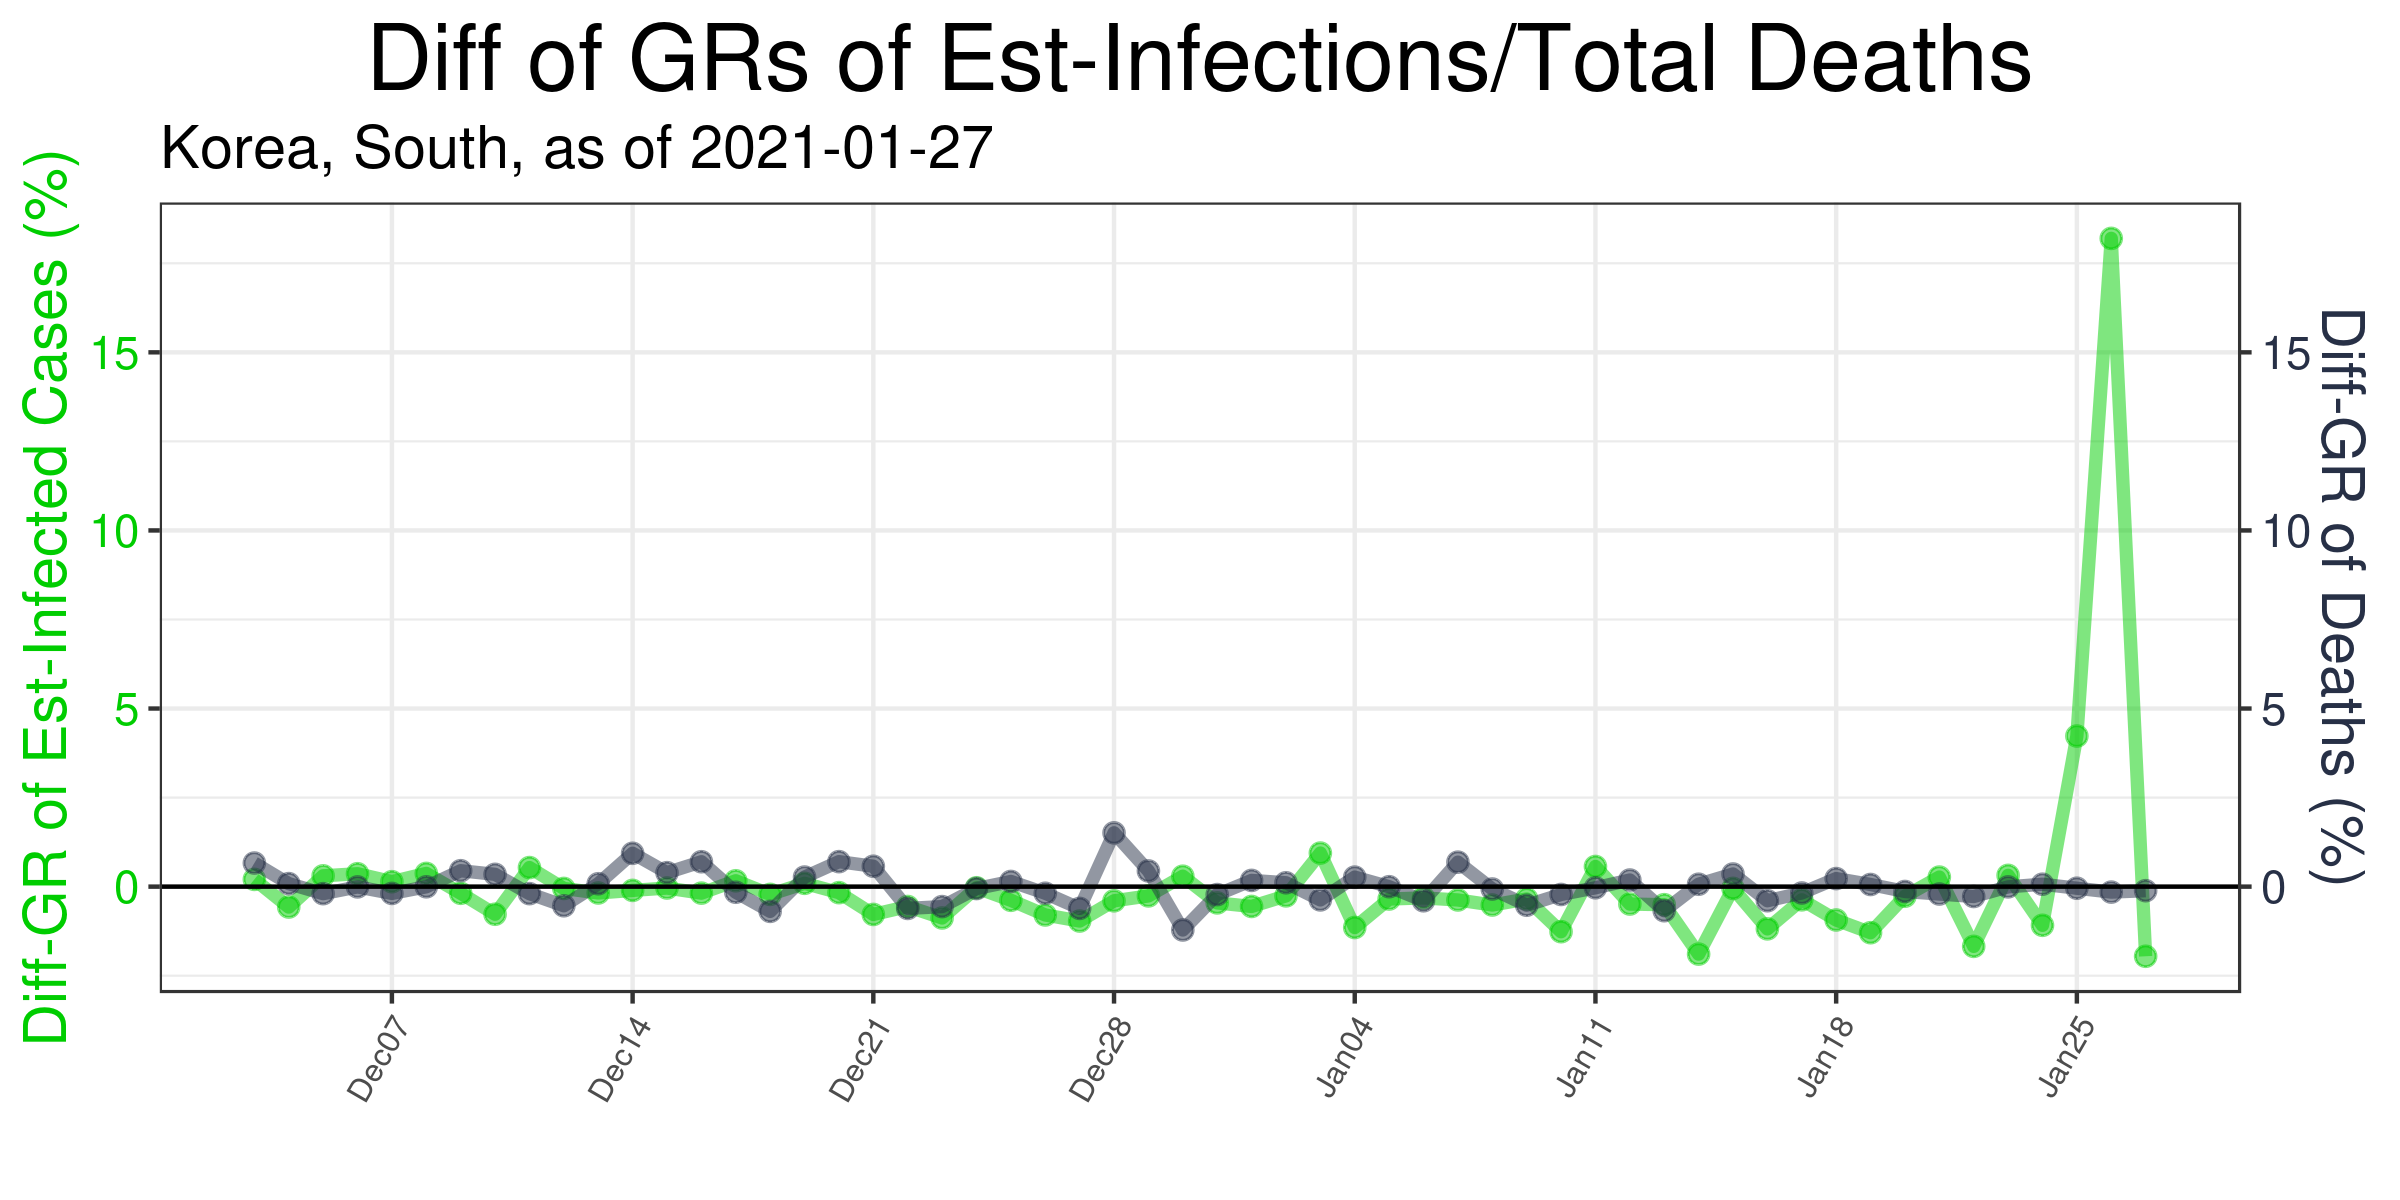 Diff of GRs of Est-Infections/Total Deaths
Korea, South, as of 2021-01-27
Diff-GR of Est-Infected Cases (%)
15
10
5
0
15
10
5
0
Diff-GR of Deaths (%)
Dec07
Dec14
Dec21
Dec28
Jan04
Jan11
Jan18
Jan25